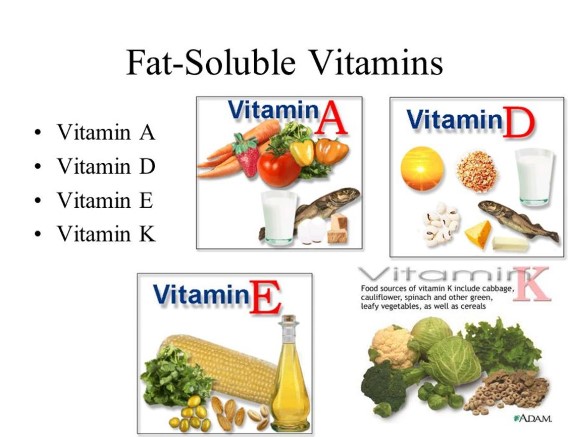 Fat-Soluble Vitamins
• Vitamin A
• Vitamin D
• Vitamin E
• Vitamin K
Vitamin A
Vitamin D
Vitamin E
Vitamin K
Food sources of vitamin K include cabbage,
cauliflower, spinach and other green,
leafy vegetables, as well as cereals
ADAM.